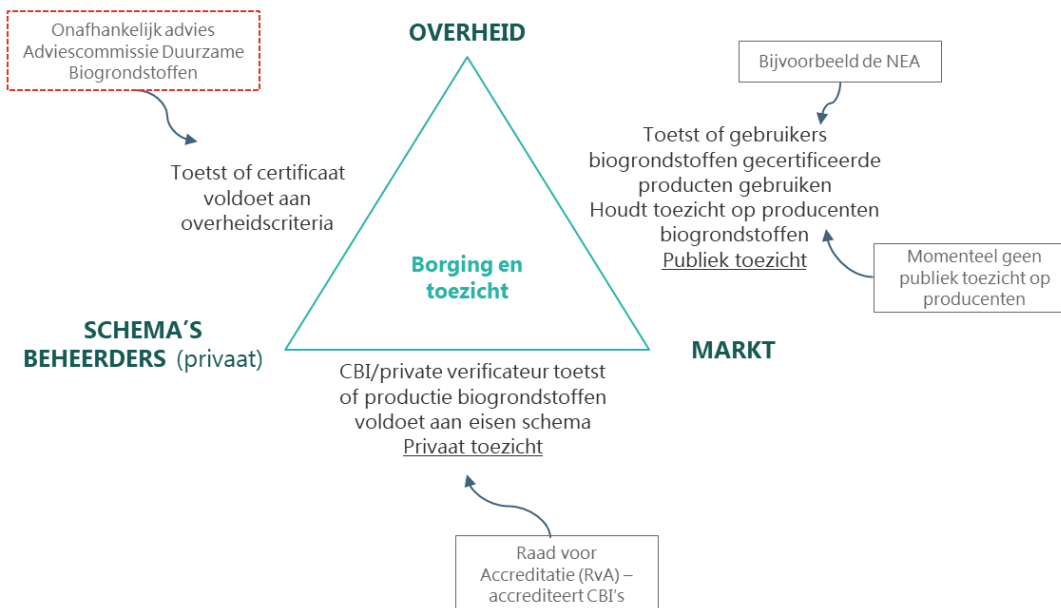 Onafhankelijk advies
Adviescommissie Duurzame
Biogrondstoffen
OVERHEID
Bijvoorbeeld de NEA
Toetst of certificaat
voldoet aan
overheidscriteria
Toetst of gebruikers
biogrondstoffen gecertificeerde
producten gebruiken
Houdt toezicht op producenten
biogrondstoffen
Publiek toezicht
Momenteel geen
publiek toezicht op
producenten
Borging en
toezicht
SCHEMA’S
BEHEERDERS (privaat)
MARKT
CBI/private verificateur toetst
of productie biogrondstoffen
voldoet aan eisen schema
Privaat toezicht
Raad voor
Accreditatie (RvA) –
accrediteert CBI’s